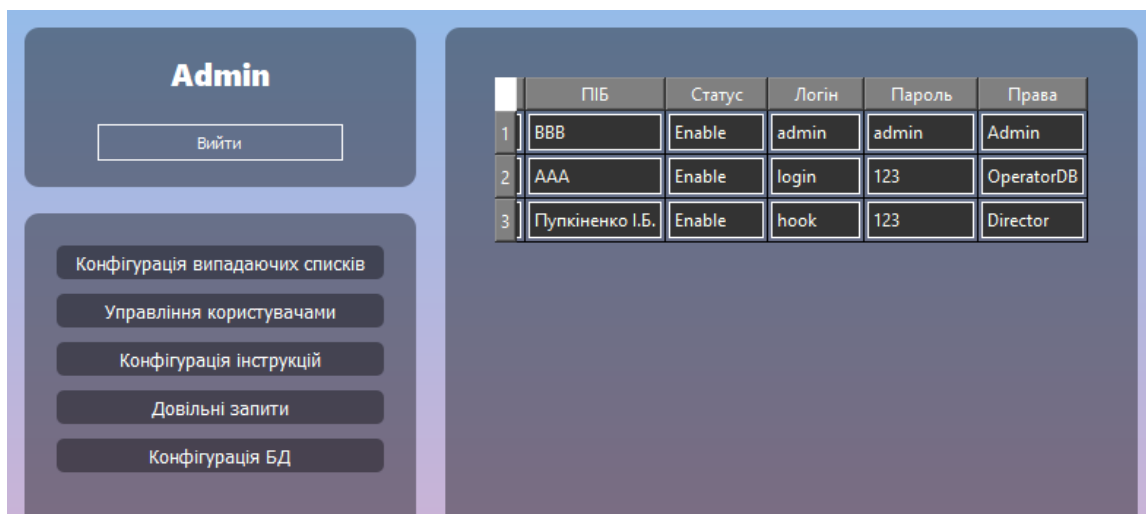 Admin
Вийти
Конфігурація випадаючих списків
Управління користувачами
Конфігурація інструкцій
Довільні запити
Конфігурація БД
ПІБ Статус Логін Пароль Права
1 BBB Enable admin admin Admin
2 AAA Enable login 123 OperatorDB
3 Пупкіненко І.Б. Enable hook 123 Director